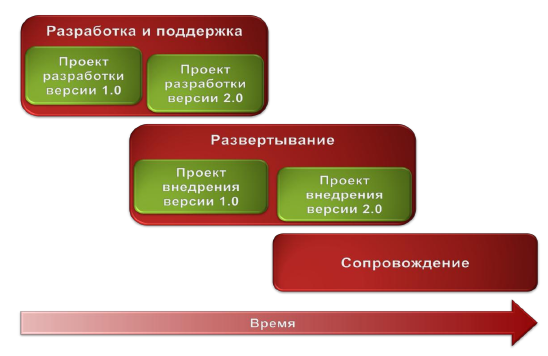 Разработка и поддержка
Проект
разработки
версии 1.0
Проект
разработки
версии 2.0
Развертывание
Проект
внедрения
версии 1.0
Проект
внедрения
версии 2.0
Сопровождение
Время